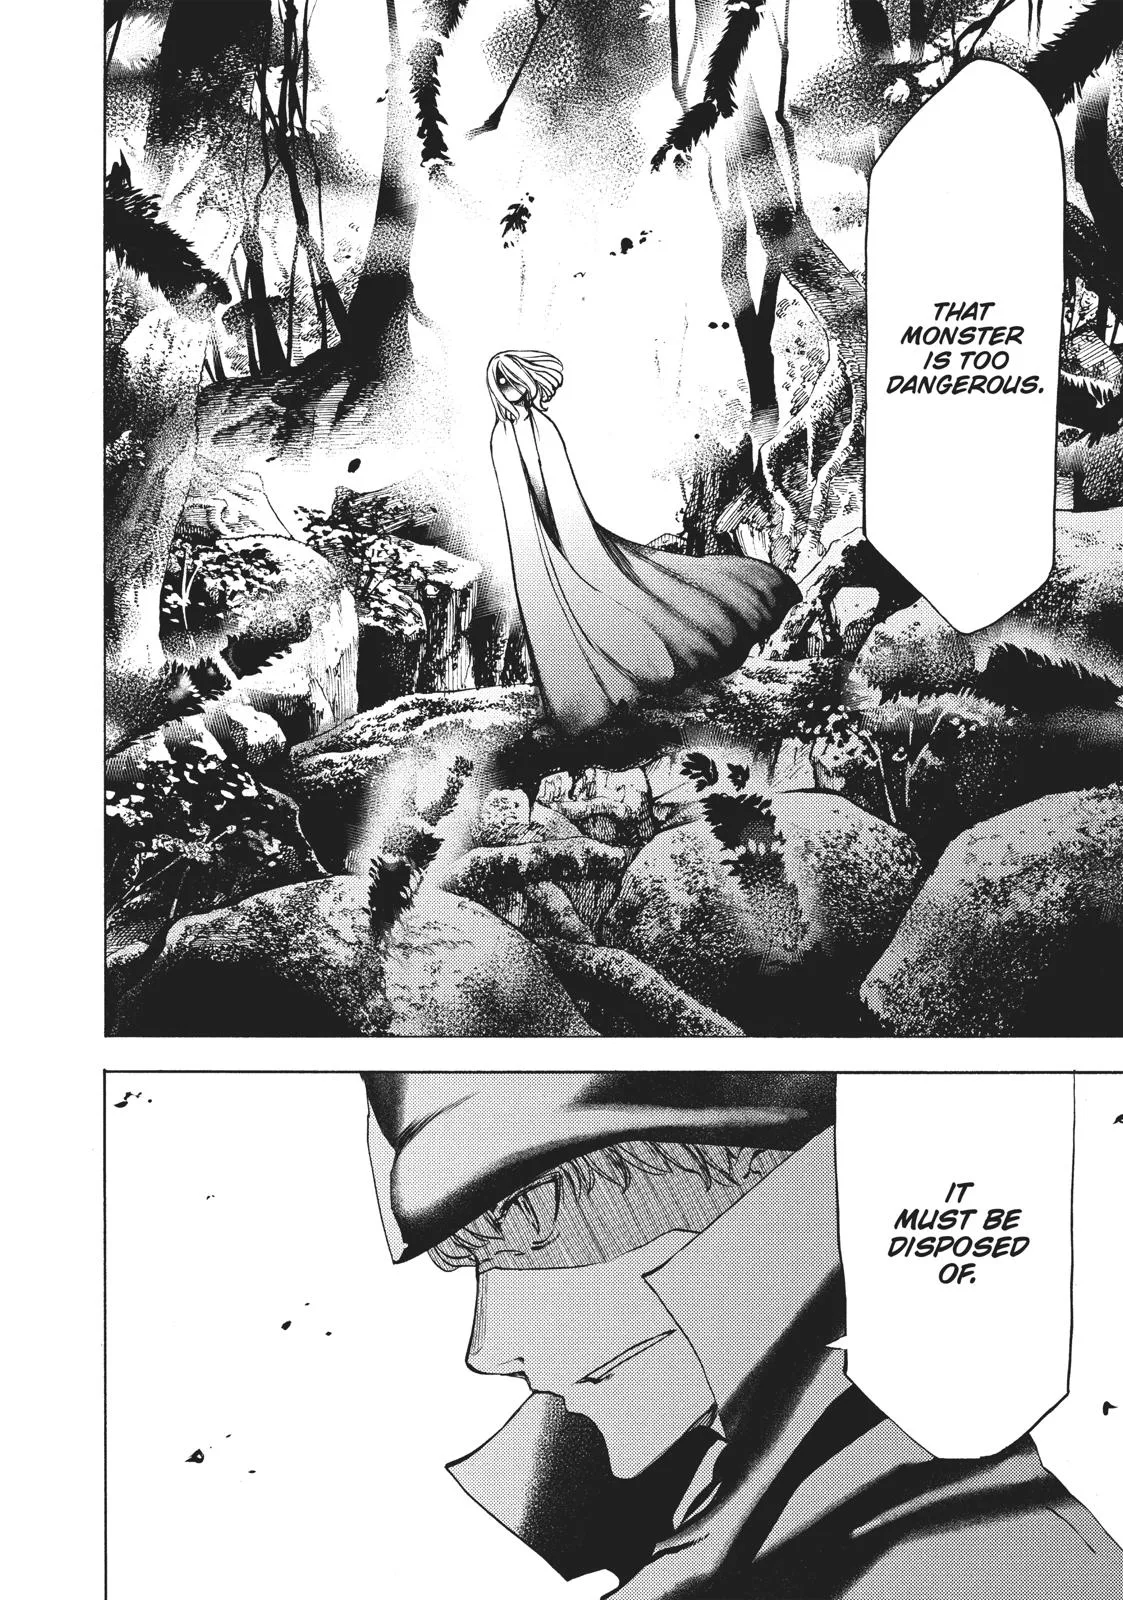 THAT
MONSTER
IS TOO
DANGEROUS.
IT
MUST BE
DISPOSED
OF.